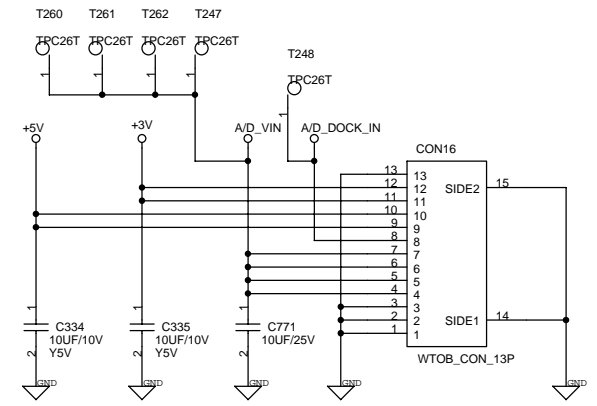 T260 T261 T262 T247
TPC26T TPC26T TPC26T TPC26T
1 1 1 1
T248
TPC26T
1
+5V +3V A/D_VIN A/D_DOCK_IN
CON16
13 13
12 12
11 11
10 10
9 9
8 8
7 7
6 6
5 5
4 4
3 3
2 2
1 1
SIDE2 15
SIDE1 14
WTOB_CON_13P
1 C334 10UF/10V Y5V 2
1 C335 10UF/10V Y5V 2
1 C771 10UF/25V 2
GND GND GND GND GND